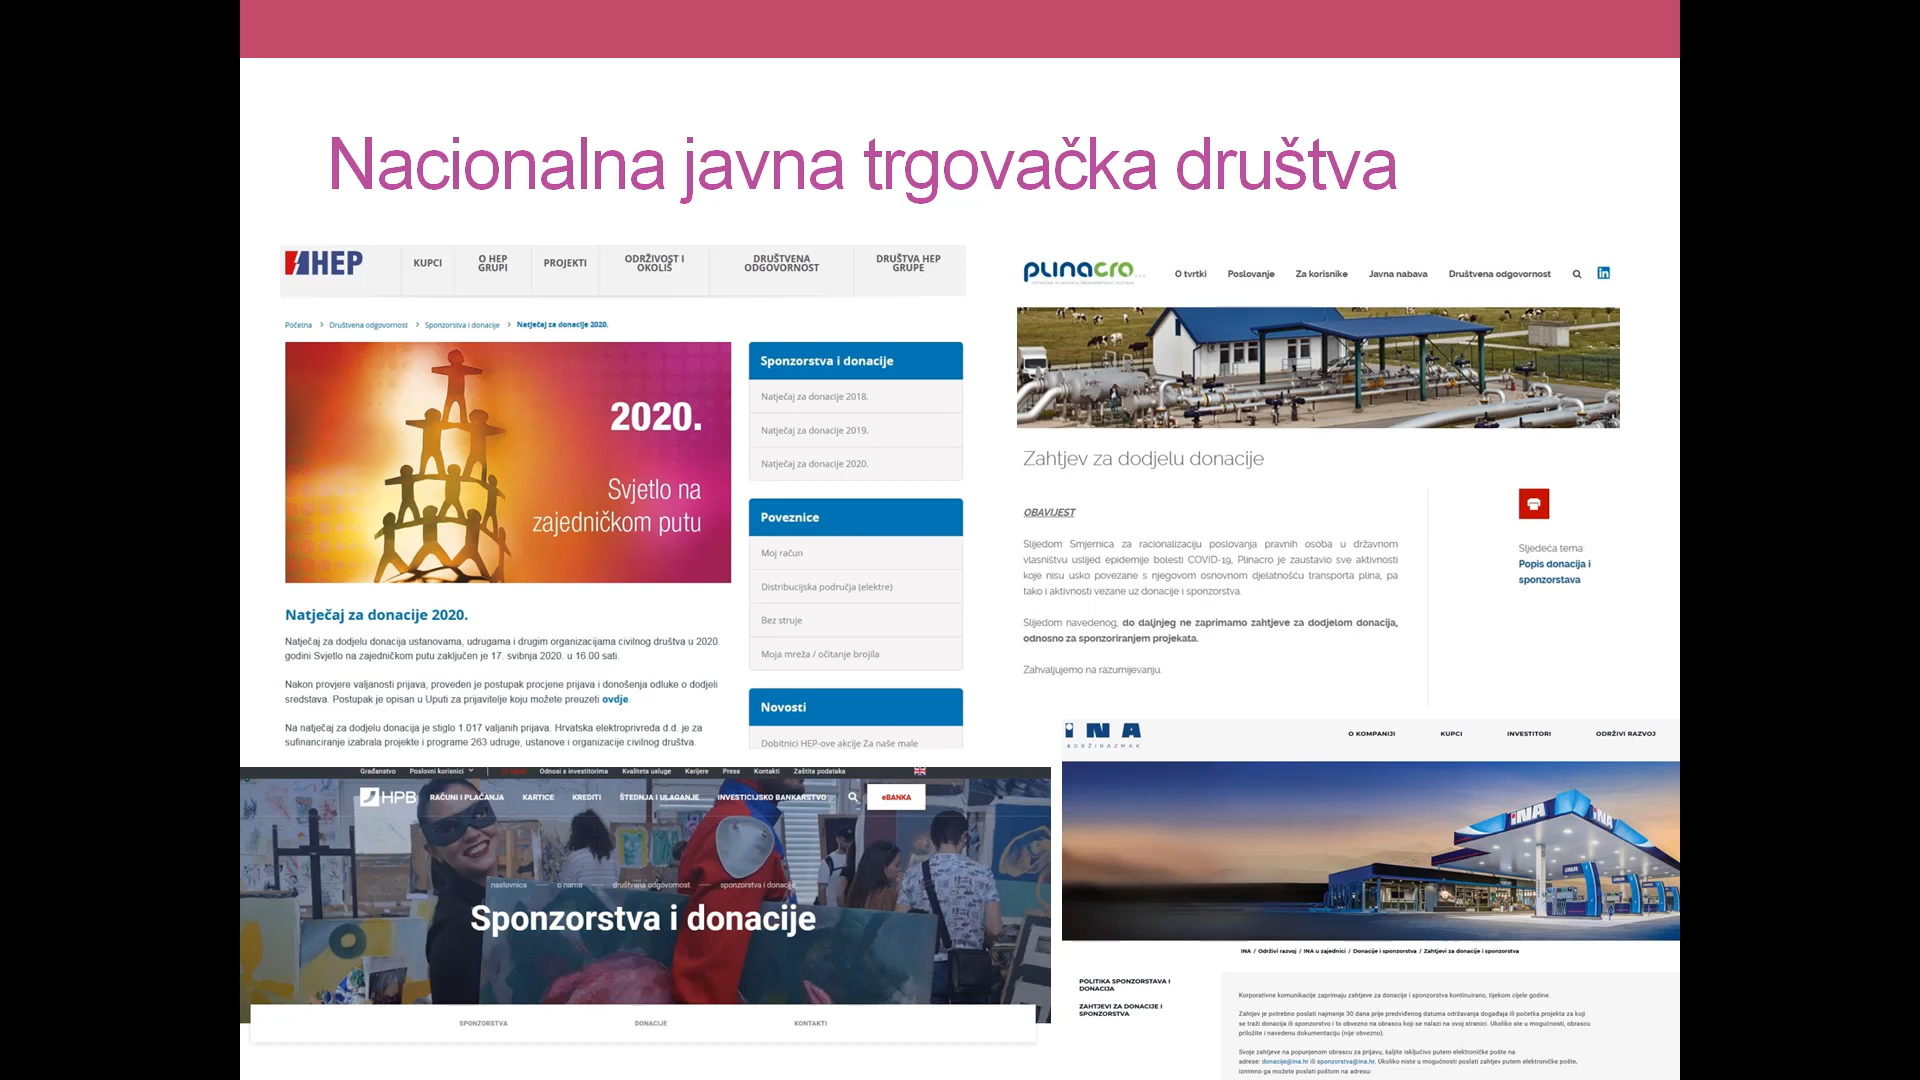 Nacionalna javna trgovačka društva
HEP
KUPCI
O HEP
GRUPI
PROJEKTI
ODRŽIVOST I
OKOLIŠ
DRUŠTVENA
ODGOVORNOST
DRUŠTVA HEP
GRUPE
Početna > Društvena odgovornost > Sponzorstva i donacije > Natječaj za donacije 2020.
2020.
Svjetlo na
zajedničkom putu
Natječaj za donacije 2020.
Natječaj za dodjelu donacija ustanovama, udrugama i drugim organizacijama civilnog društva u 2020.
godini Svjetlo na zajedničkom putu zaključen je 17. svibnja 2020. u 16.00 sati.
Nakon provjere valjanosti prijava, proveden je postupak procjene prijava i donošenja odluke o dodjeli
sredstava. Postupak je opisan u Uputi za prijavitelje koju možete preuzeti ovdje.
Na natječaj za dodjelu donacija je stiglo 1.017 valjanih prijava. Hrvatska elektroprivreda d.d. je za
sufinanciranje izabrala projekte i programe 263 udruge, ustanove i organizacije civilnog društva.
Sponzorstva i donacije
Natječaj za donacije 2018.
Natječaj za donacije 2019.
Natječaj za donacije 2020.
Poveznice
Moj račun
Distribucijska područja (elektre)
Bez struje
Moja mreža / očitanje brojila
Novosti
Dobitnici HEP-ove akcije Za naše male
plinacro
O tvrtki
Poslovanje
Za korisnike
Javna nabava
Društvena odgovornost
in
Zahtjev za dodjelu donacije
OBAVIJEST
Slijedom Smjernica za racionalizaciju poslovanja pravnih osoba u državnom
vlasništvu uslijed epidemije bolesti COVID-19, Plinacro je zaustavio sve aktivnosti
koje nisu usko povezane s njegovom osnovnom djelatnošću transporta plina, pa
tako i aktivnosti vezane uz donacije i sponzorstva.
Slijedom navedenog, do daljnjeg ne zaprimamo zahtjeve za dodjelom donacija,
odnosno za sponzoriranjem projekata.
Zahvaljujemo na razumijevanju.
Sljedeća tema:
Popis donacija i
sponzorstava
Građanstvo
Poslovni korisnici
Odnosi s investitorima
Kvaliteta usluge
Karijere
Press
Kontakti
Zaštita podataka
HPB
RAČUNI I PLAĆANJA
KARTICE
KREDITI
ŠTEDNJA I ULAGANJE
INVESTICIJSKO BANKARSTVO
eBANKA
naslovnica — o nama — društvena odgovornost — sponzorstva i donacije
Sponzorstva i donacije
SPONZORSTVA
DONACIJE
KONTAKTI
INA
#DRŽIRAZMAK
O KOMPANIJI
KUPCI
INVESTITORI
ODRŽIVI RAZVOJ
INA
INA
INA
INA / Održivi razvoj / INA u zajednici / Donacije i sponzorstva / Zahtjevi za donacije i sponzorstva
POLITIKA SPONZORSTAVA I
DONACIJA
ZAHTJEVI ZA DONACIJE I
SPONZORSTVA
Korporativne komunikacije zaprimaju zahtjeve za donacije i sponzorstva kontinuirano, tijekom cijele godine.
Zahtjev je potrebno poslati najmanje 30 dana prije predviđenog datuma održavanja događaja ili početka projekta za koji
se traži donacija ili sponzorstvo i to obvezno na obrascu koji se nalazi na ovoj stranici. Ukoliko ste u mogućnosti, obrascu
priložite i navedenu dokumentaciju (nije obvezno).
Svoje zahtjeve na popunjenom obrascu za prijavu, šaljite isključivo putem elektroničke pošte na
adrese: donacije@ina.hr ili sponzorstva@ina.hr. Ukoliko niste u mogućnosti poslati zahtjev putem elektroničke pošte,
iznimno ga možete poslati poštom na adresu: